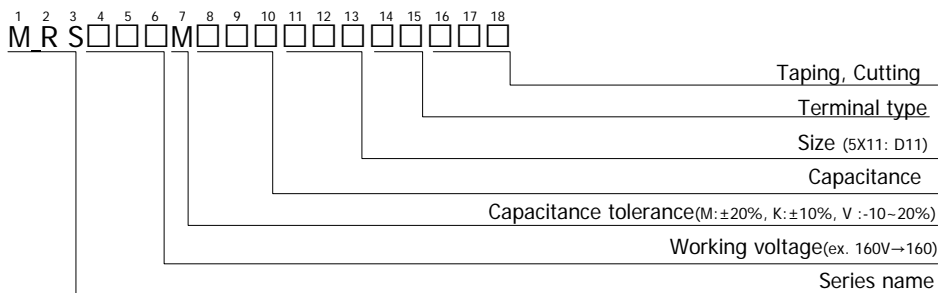 1 2 3 4 5 6 7 8 9 10 11 12 13 14 15 16 17 18
M R S□□□M□□□ □□□ □□ □□□
Taping, Cutting
Terminal type
Size (5X11: D11)
Capacitance
Capacitance tolerance(M:±20%, K:±10%, V :-10~20%)
Working voltage(ex. 160V→160)
Series name